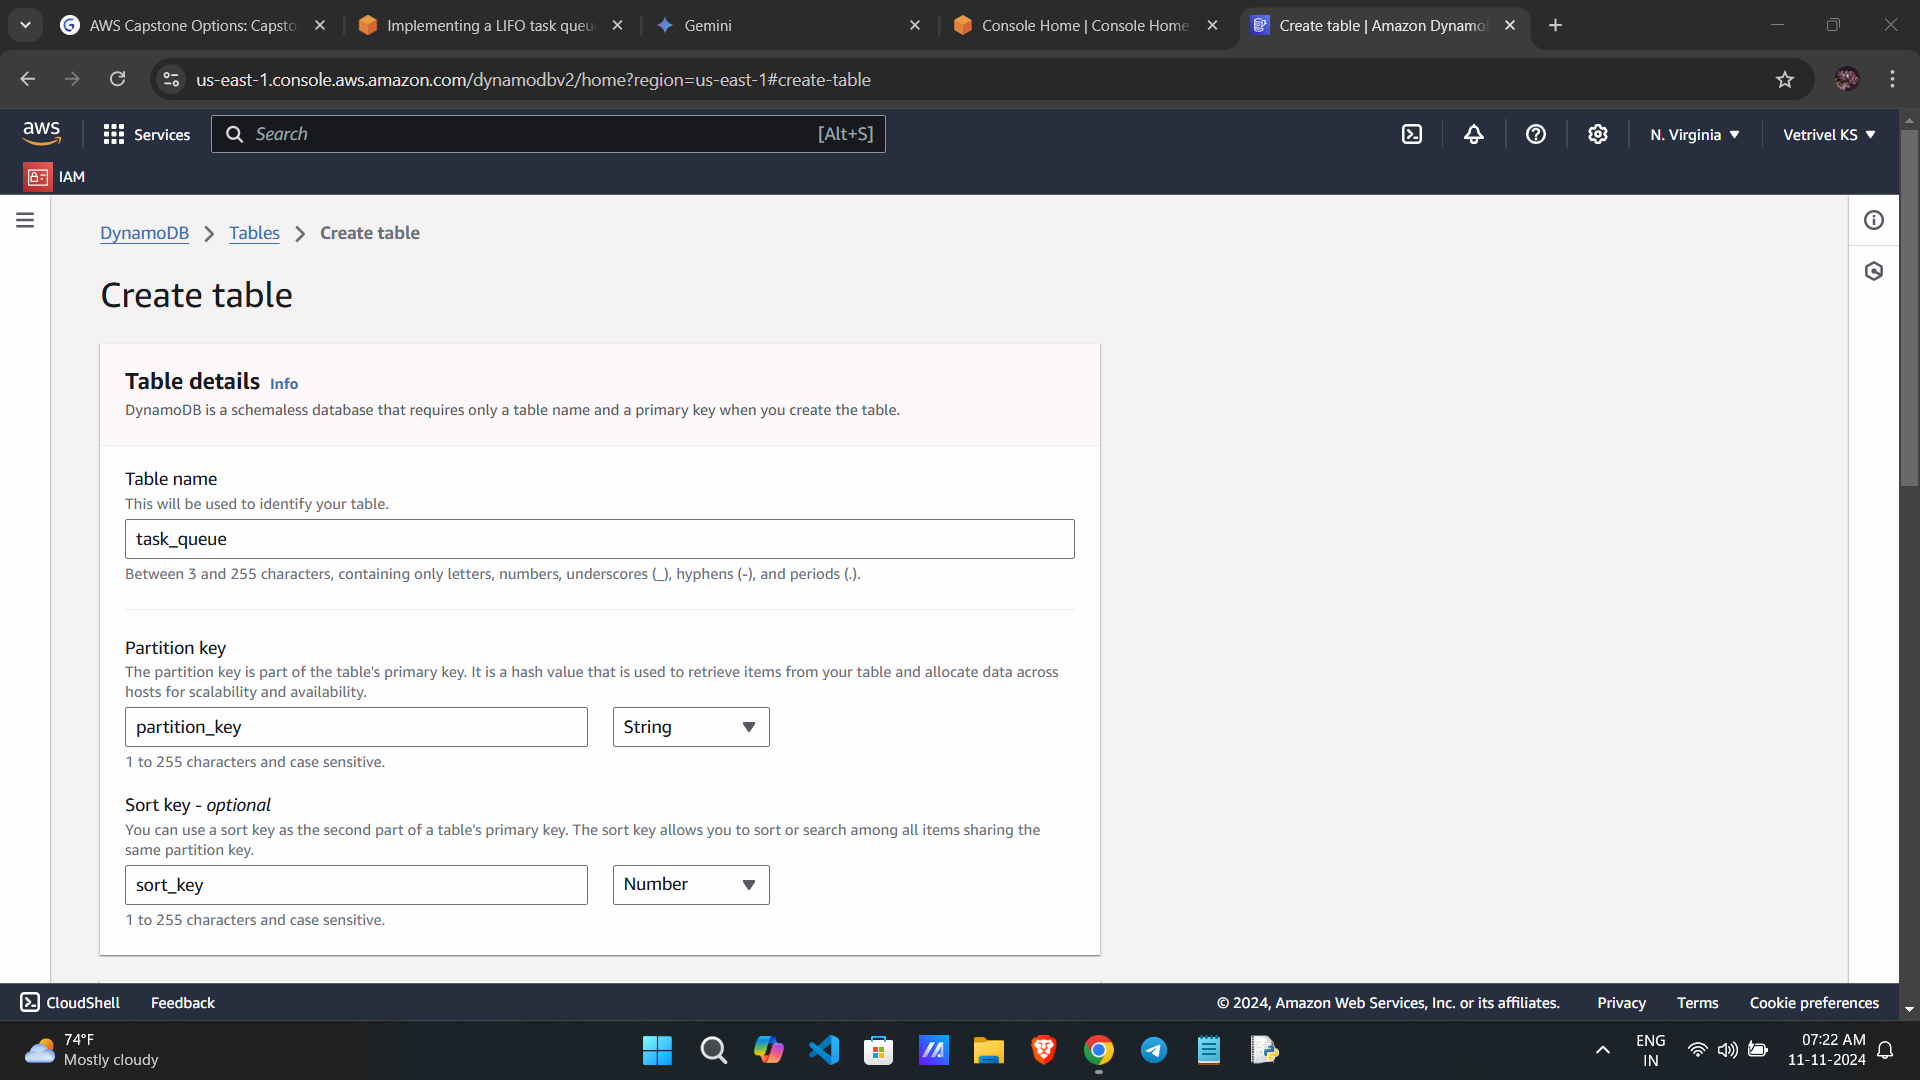 AWS Capstone Options: Capsto
Implementing a LIFO task queu
Gemini
Console Home | Console Home
Create table | Amazon Dynamo
us-east-1.console.aws.amazon.com/dynamodbv2/home?region=us-east-1#create-table
aws
Services
Search
[Alt+S]
N. Virginia
Vetrivel KS
IAM
DynamoDB
Tables
Create table
Create table
Table details Info
DynamoDB is a schemaless database that requires only a table name and a primary key when you create the table.
Table name
This will be used to identify your table.
task_queue
Between 3 and 255 characters, containing only letters, numbers, underscores (_), hyphens (-), and periods (.).
Partition key
The partition key is part of the table's primary key. It is a hash value that is used to retrieve items from your table and allocate data across
hosts for scalability and availability.
partition_key
String
1 to 255 characters and case sensitive.
Sort key - optional
You can use a sort key as the second part of a table's primary key. The sort key allows you to sort or search among all items sharing the
same partition key.
sort_key
Number
1 to 255 characters and case sensitive.
CloudShell
Feedback
© 2024, Amazon Web Services, Inc. or its affiliates.
Privacy
Terms
Cookie preferences
74°F
Mostly cloudy
ENG
IN
07:22 AM
11-11-2024